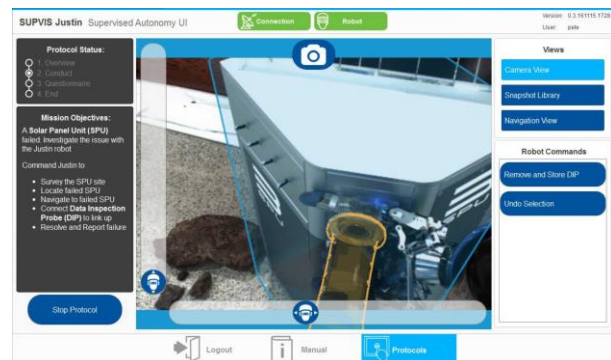 SUPVIS Justin Supervised Autonomy UI
Connection
Robot
Version: 0.3.151115.1728
User: psls
Protocol Status:
1. Overview
2. Conduct
3. Questionnaire
4. End
Mission Objectives:
A Solar Panel Unit (SPU)
failed. Investigate the issue with
the Justin robot
Command Justin to
Survey the SPU site
Locate failed SPU
Navigate to failed SPU
Connect Data Inspection
Probe (DIP) to link up
Resolve and Report failure
Stop Protocol
SPU
Views
Camera View
Snapshot Library
Navigation View
Robot Commands
Remove and Store DIP
Undo Selection
Logout
Manual
Protocols